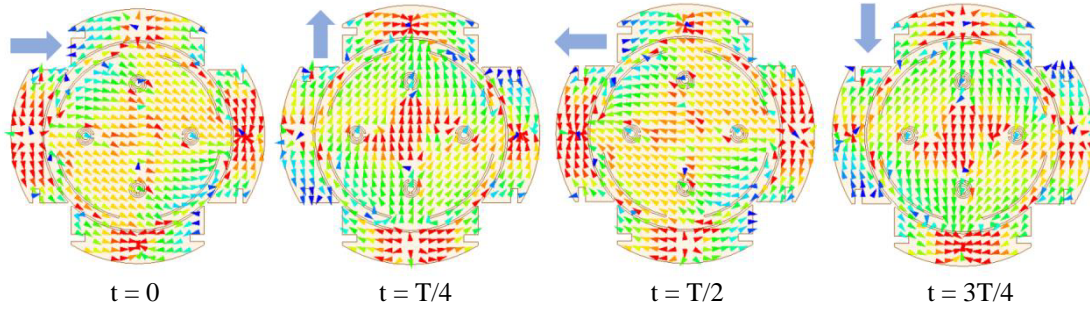 t = 0
t = T/4
t = T/2
t = 3T/4